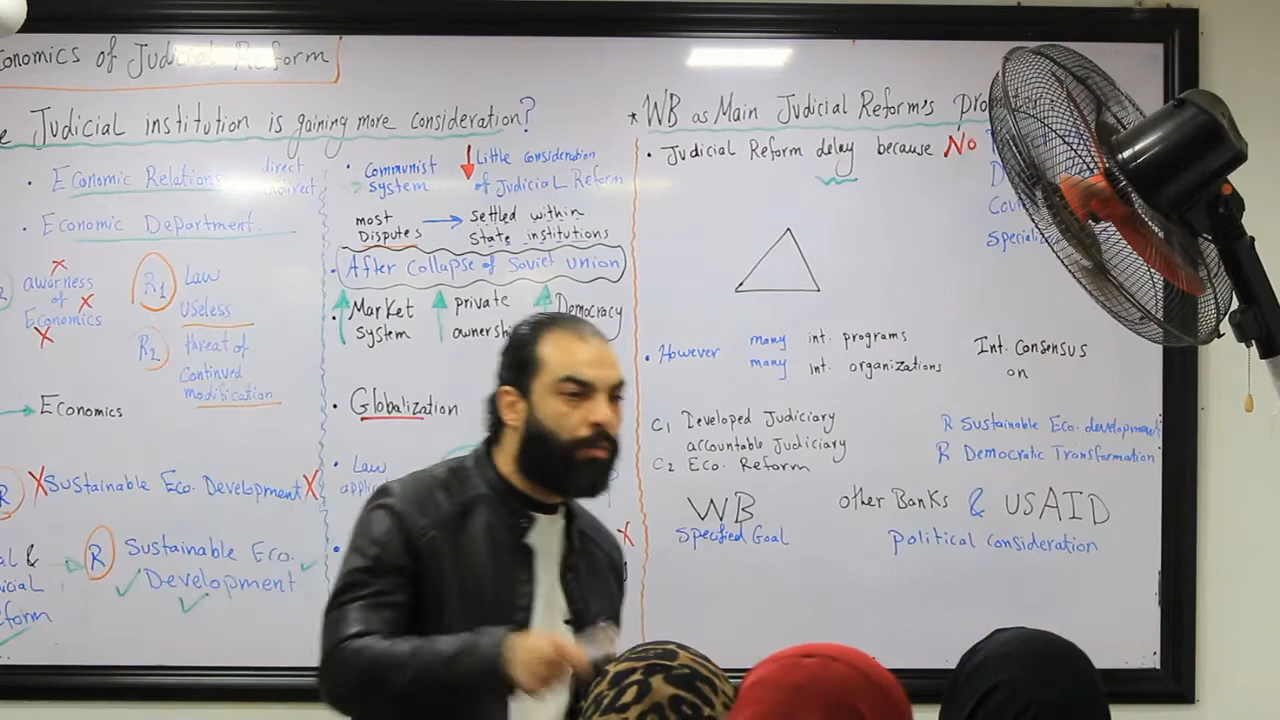 onomics of Judicial Reform
e Judicial institution is gaining more consideration?
• Economic Relations direct
indirect
• Economic Department
awarness
of
Economics
R1 Law
Useless
R2 threat of
Continued
modification
→ Economics
R X Sustainable Eco. Development X
al &
icial
form
R Sustainable Eco.
Development
• Communist
system
Little consideration
of Judicial Reform
most
Disputes → settled within
state institutions
• After collapse of Soviet Union
• Market
system
private
ownershi
Democracy
• Globalization
• Law
applic
* WB as Main Judicial Reform's pro
• Judicial Reform delay because No
D
Cou
Specializ
• However many int. programs
many int. organizations
Int. Consensus
on
C1 Developed Judiciary
accountable Judiciary
C2 Eco. Reform
R Sustainable Eco. development
R Democratic Transformation
WB
Specified Goal
other Banks & USAID
political consideration